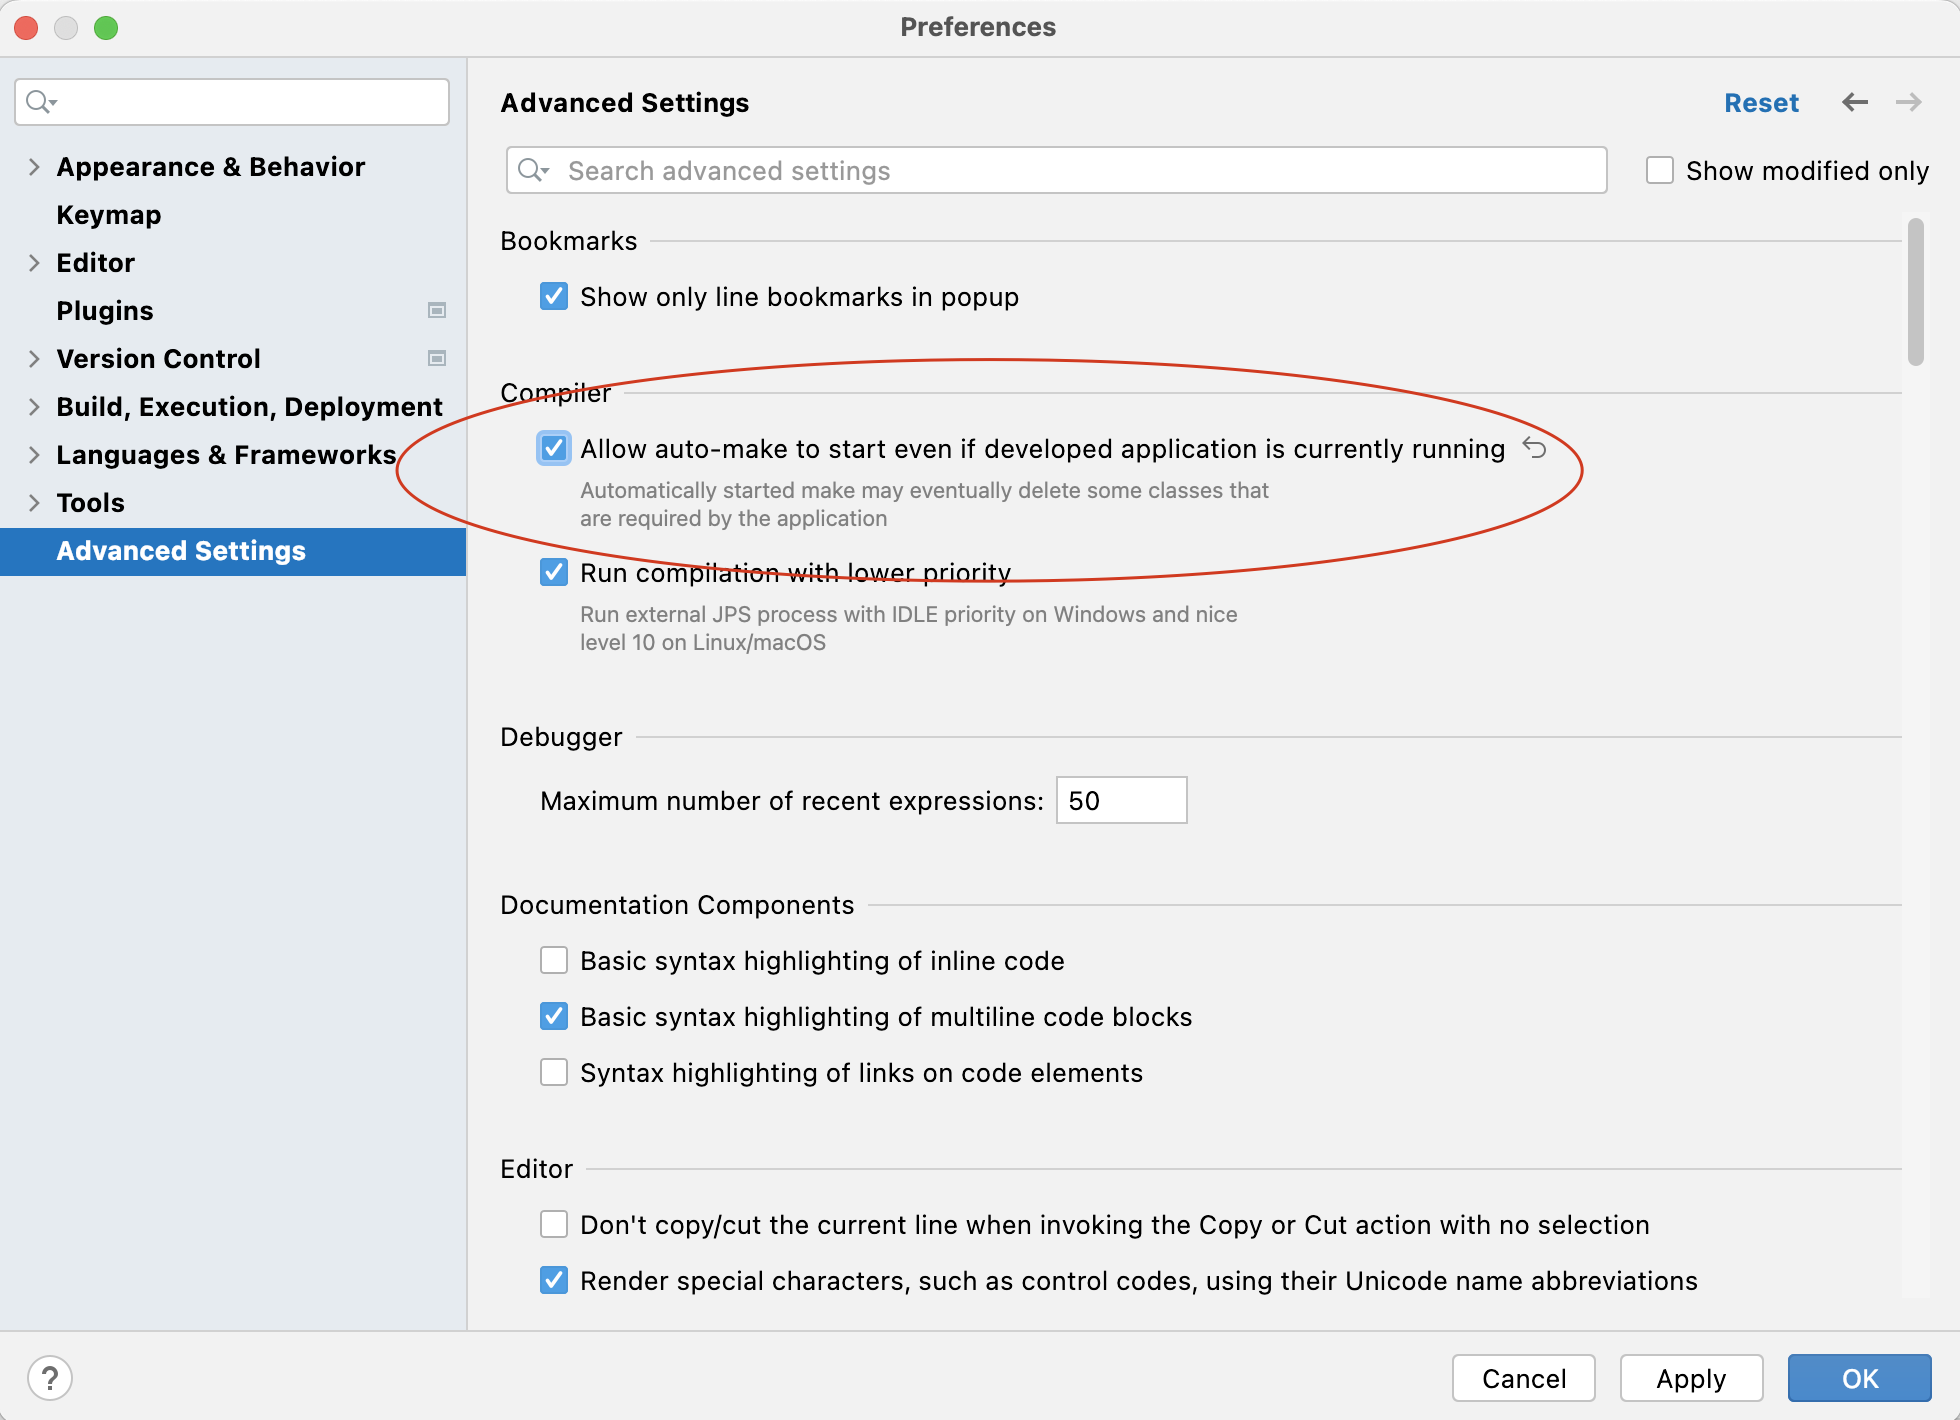 Preferences
Appearance & Behavior
Keymap
Editor
Plugins
Version Control
Build, Execution, Deployment
Languages & Frameworks
Tools
Advanced Settings
Advanced Settings
Reset
Search advanced settings
Show modified only
Bookmarks
Show only line bookmarks in popup
Compiler
Allow auto-make to start even if developed application is currently running
Automatically started make may eventually delete some classes that
are required by the application
Run compilation with lower priority
Run external JPS process with IDLE priority on Windows and nice
level 10 on Linux/macOS
Debugger
Maximum number of recent expressions: 50
Documentation Components
Basic syntax highlighting of inline code
Basic syntax highlighting of multiline code blocks
Syntax highlighting of links on code elements
Editor
Don't copy/cut the current line when invoking the Copy or Cut action with no selection
Render special characters, such as control codes, using their Unicode name abbreviations
?
Cancel
Apply
OK